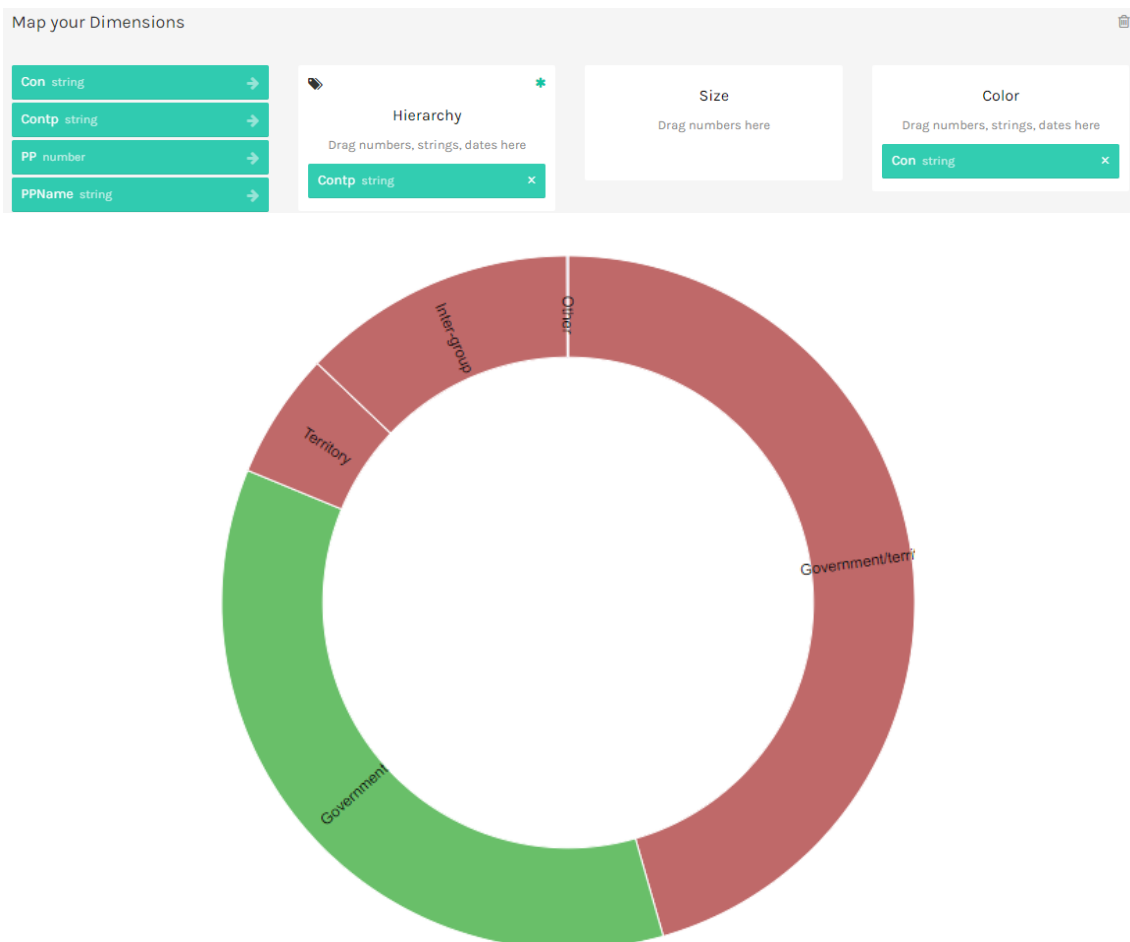 Map your Dimensions
Con string
Contp string
PP number
PPName string
Hierarchy
Drag numbers, strings, dates here
Contp string ×
Size
Drag numbers here
Color
Drag numbers, strings, dates here
Con string ×
Other
Inter-group
Territory
Government/terri
Government